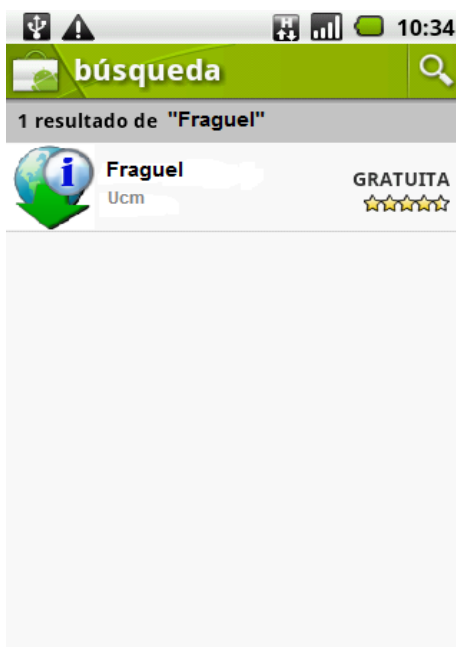 H 10:34
búsqueda
1 resultado de "Fraguel"
i
Fraguel
GRATUITA
Ucm